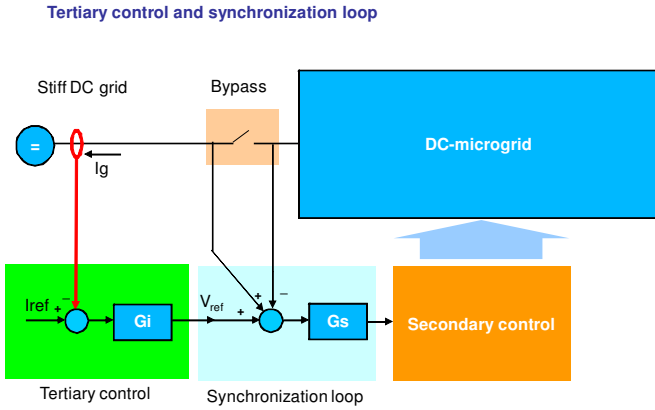 Tertiary control and synchronization loop
Stiff DC grid
Bypass
=
DC-microgrid
Ig
Iref
+
−
Gi
Vref
+
+
−
Gs
Secondary control
Tertiary control
Synchronization loop